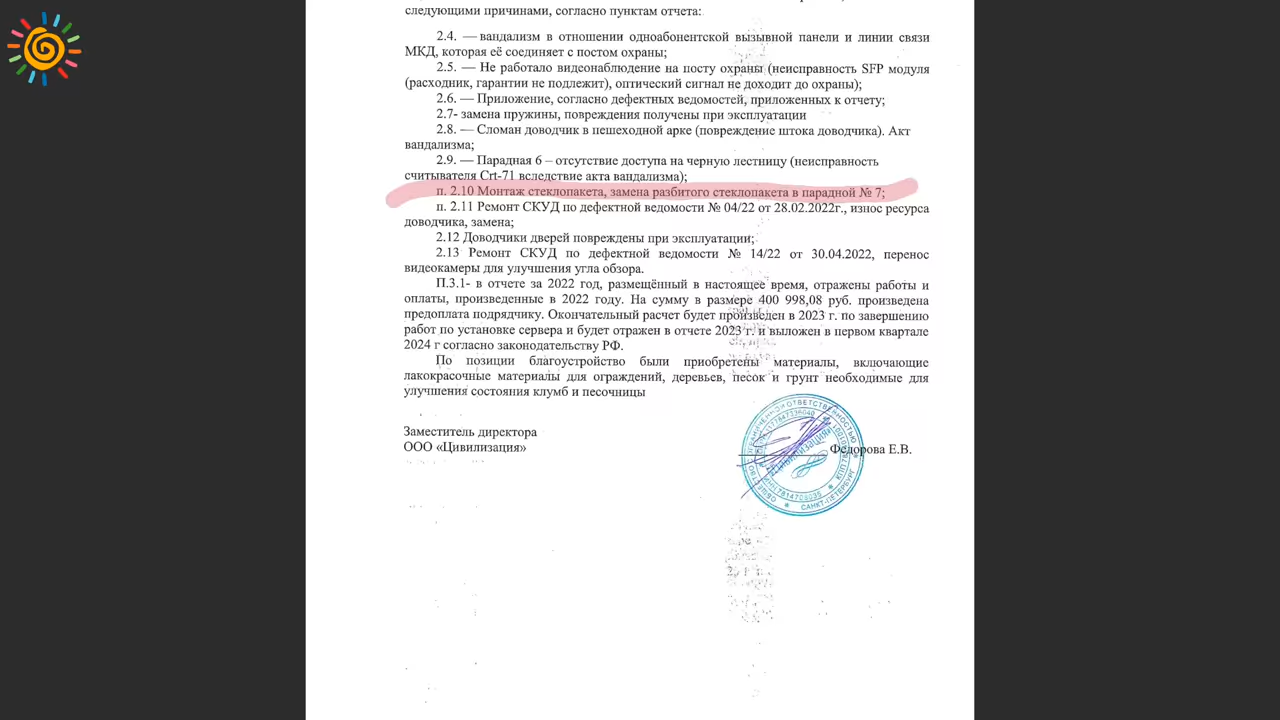 следующими причинами, согласно пунктам отчета:
2.4. — вандализм в отношении одноабонентской вызывной панели и линии связи
МКД, которая её соединяет с постом охраны;
2.5. — Не работало видеонаблюдение на посту охраны (неисправность SFP модуля
(расходник, гарантии не подлежит), оптический сигнал не доходит до охраны);
2.6. — Приложение, согласно дефектных ведомостей, приложенных к отчету;
2.7- замена пружины, повреждения получены при эксплуатации
2.8. — Сломан доводчик в пешеходной арке (повреждение штока доводчика). Акт
вандализма;
2.9. — Парадная 6 – отсутствие доступа на черную лестницу (неисправность
считывателя Crt-71 вследствие акта вандализма);
п. 2.10 Монтаж стеклопакета, замена разбитого стеклопакета в парадной № 7;
п. 2.11 Ремонт СКУД по дефектной ведомости № 04/22 от 28.02.2022г., износ ресурса
доводчика, замена;
2.12 Доводчики дверей повреждены при эксплуатации;
2.13 Ремонт СКУД по дефектной ведомости № 14/22 от 30.04.2022, перенос
видеокамеры для улучшения угла обзора.
П.3.1- в отчете за 2022 год, размещённый в настоящее время, отражены работы и
оплаты, произведенные в 2022 году. На сумму в размере 400 998,08 руб. произведена
предоплата подрядчику. Окончательный расчет будет произведен в 2023 г. по завершению
работ по установке сервера и будет отражен в отчете 2023 г. и выложен в первом квартале
2024 г согласно законодательству РФ.
По позиции благоустройство были приобретены материалы, включающие
лакокрасочные материалы для ограждений, деревьев, песок и грунт необходимые для
улучшения состояния клумб и песочницы
Заместитель директора
ООО «Цивилизация»
Федорова Е.В.
«Цивилизация»
САНКТ-ПЕТЕРБУРГ